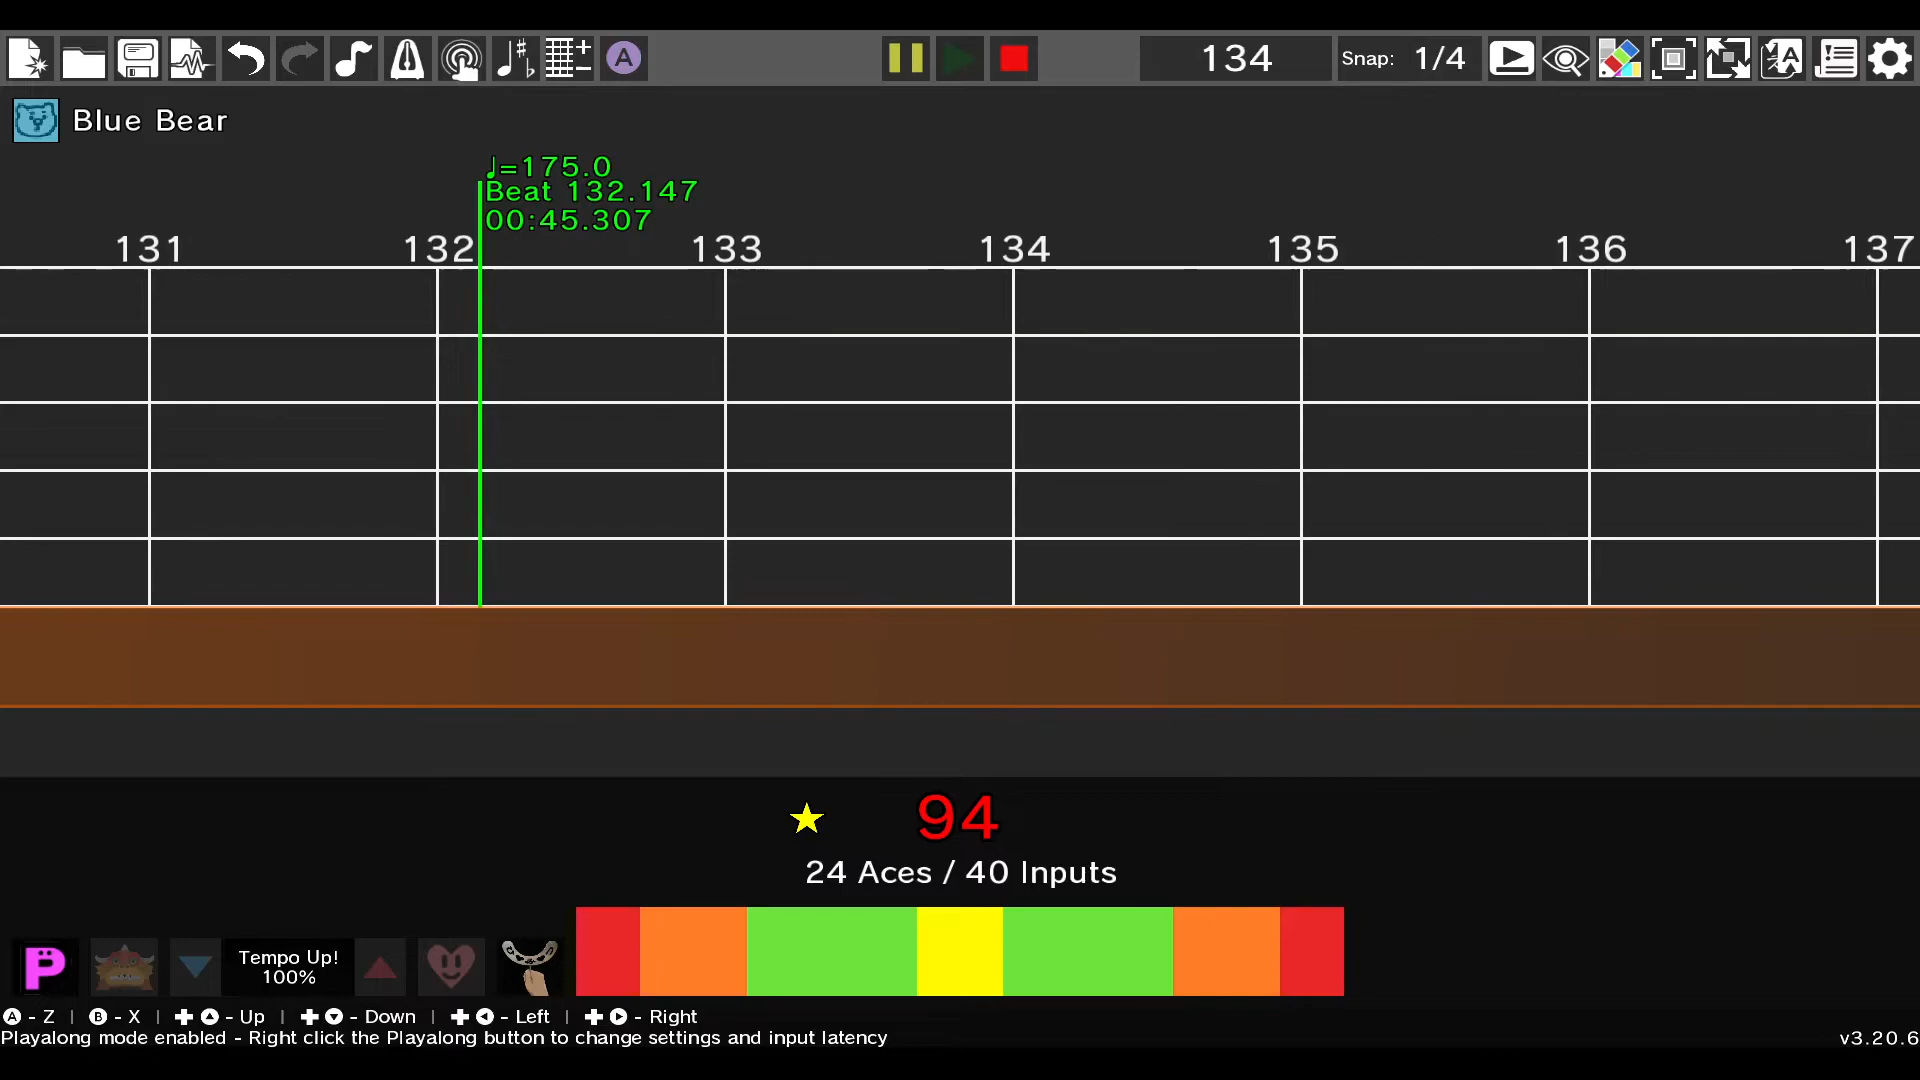 134
Snap: 1/4
A
A
Blue Bear
♩=175.0
Beat 132.147
00:45.307
131 132 133 134 135 136 137
94
24 Aces / 40 Inputs
P
Tempo Up!
100%
A - Z | B - X | - Up | - Down | - Left | - Right
Playalong mode enabled - Right click the Playalong button to change settings and input latency
v3.20.6